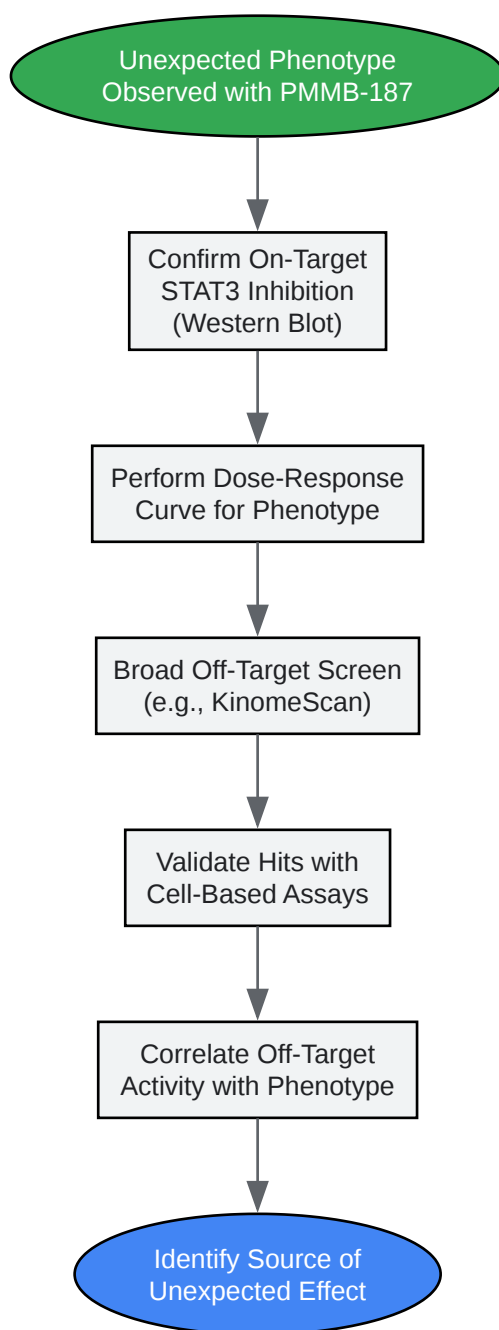 Unexpected Phenotype
Observed with PMMB-187
Confirm On-Target
STAT3 Inhibition
(Western Blot)
Perform Dose-Response
Curve for Phenotype
Broad Off-Target Screen
(e.g., KinomeScan)
Validate Hits with
Cell-Based Assays
Correlate Off-Target
Activity with Phenotype
Identify Source of
Unexpected Effect